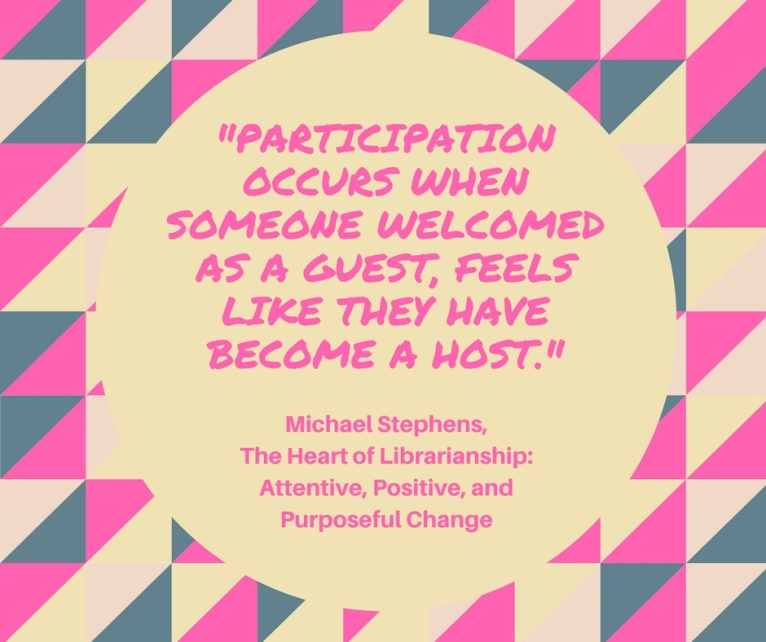 "PARTICIPATION
OCCURS WHEN
SOMEONE WELCOMED
AS A GUEST, FEELS
LIKE THEY HAVE
BECOME A HOST."
Michael Stephens,
The Heart of Librarianship:
Attentive, Positive, and
Purposeful Change